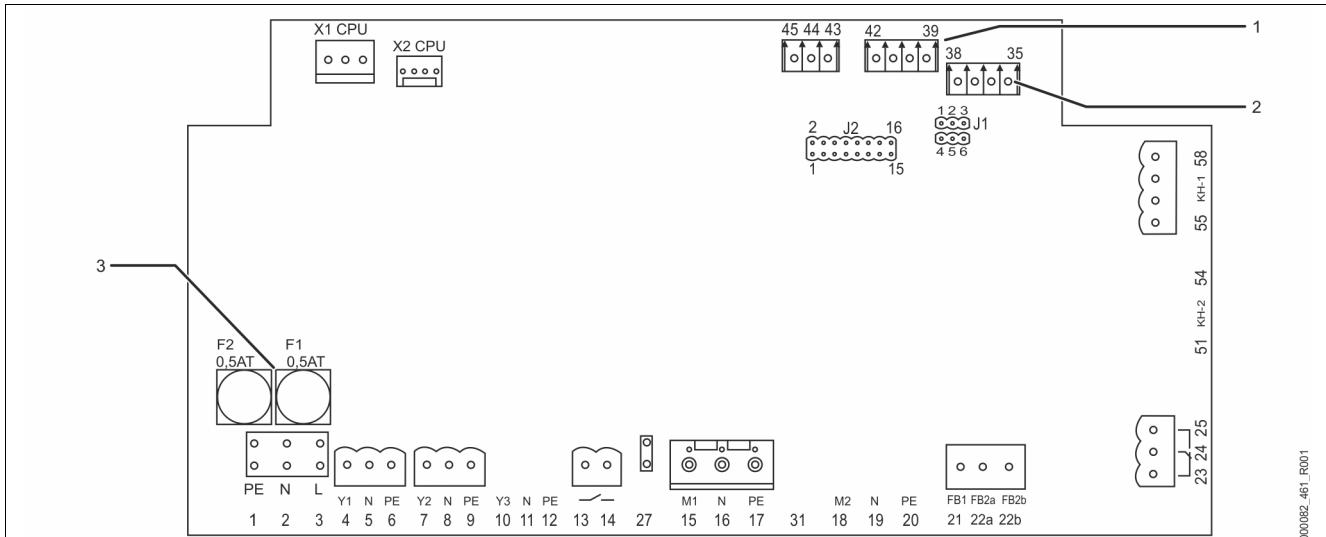 X1 CPU
X2 CPU
45 44 43
42 39
38 35
1
2
1 2 3
J1
4 5 6
2 J2 16
1 15
58
KH-1
55
54
KH-2
51
3
F2
0,5AT
F1
0,5AT
25
24
23
PE N L
Y1 N PE Y2 N PE Y3 N PE M1 N PE M2 N PE FB1 FB2a FB2b
1 2 3 4 5 6 7 8 9 10 11 12 13 14 27 15 16 17 31 18 19 20 21 22a 22b
000082_461_R001